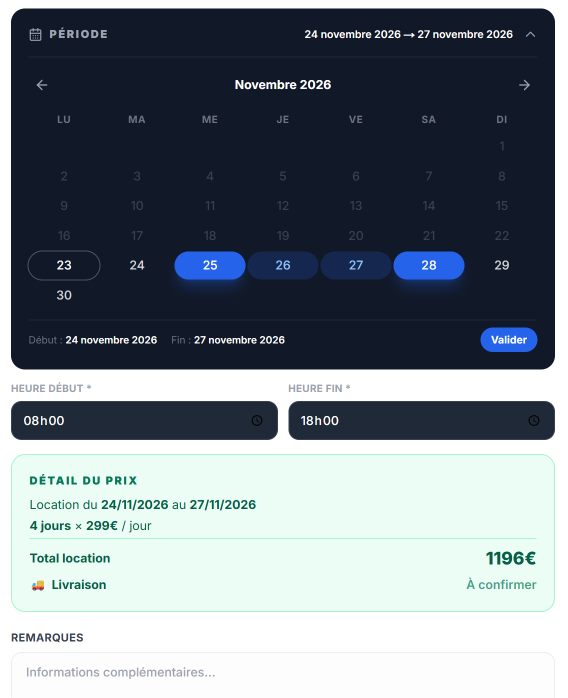 PÉRIODE 24 novembre 2026 → 27 novembre 2026
Novembre 2026
LU MA ME JE VE SA DI
1
2 3 4 5 6 7 8
9 10 11 12 13 14 15
16 17 18 19 20 21 22
23 24 25 26 27 28 29
30
Début : 24 novembre 2026 Fin : 27 novembre 2026 Valider
HEURE DÉBUT * HEURE FIN *
08h00 18h00
DÉTAIL DU PRIX
Location du 24/11/2026 au 27/11/2026
4 jours × 299€ / jour
Total location 1196€
🚚 Livraison À confirmer
REMARQUES
Informations complémentaires...